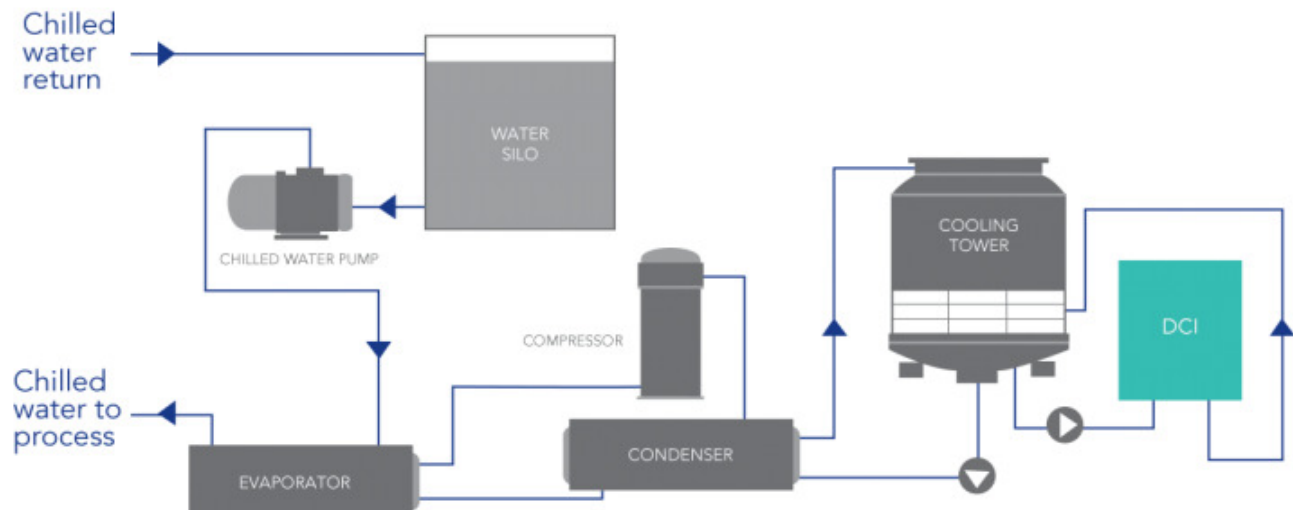 Chilled
water
return
WATER
SILO
CHILLED WATER PUMP
COOLING
TOWER
DCI
COMPRESSOR
Chilled
water to
process
EVAPORATOR
CONDENSER